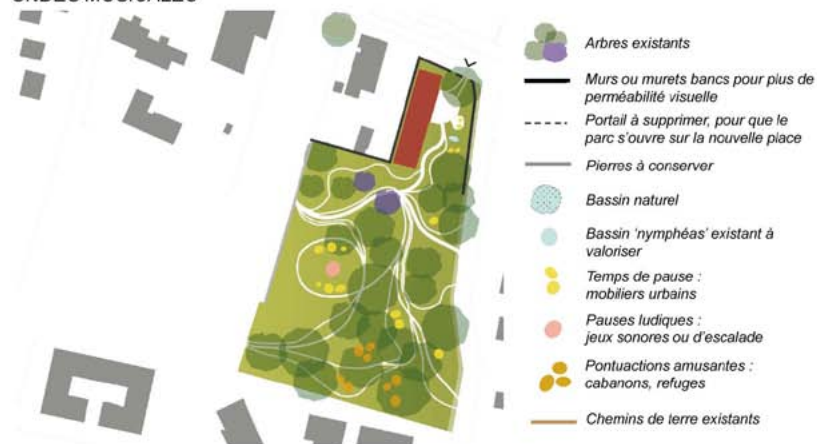 ONDES MUSICALES
Arbres existants
Murs ou murets bancs pour plus de
perméabilité visuelle
Portail à supprimer, pour que le
parc s'ouvre sur la nouvelle place
Pierres à conserver
Bassin naturel
Bassin 'nymphéas' existant à
valoriser
Temps de pause :
mobiliers urbains
Pauses ludiques :
jeux sonores ou d'escalade
Pontuactions amusantes :
cabanons, refuges
Chemins de terre existants